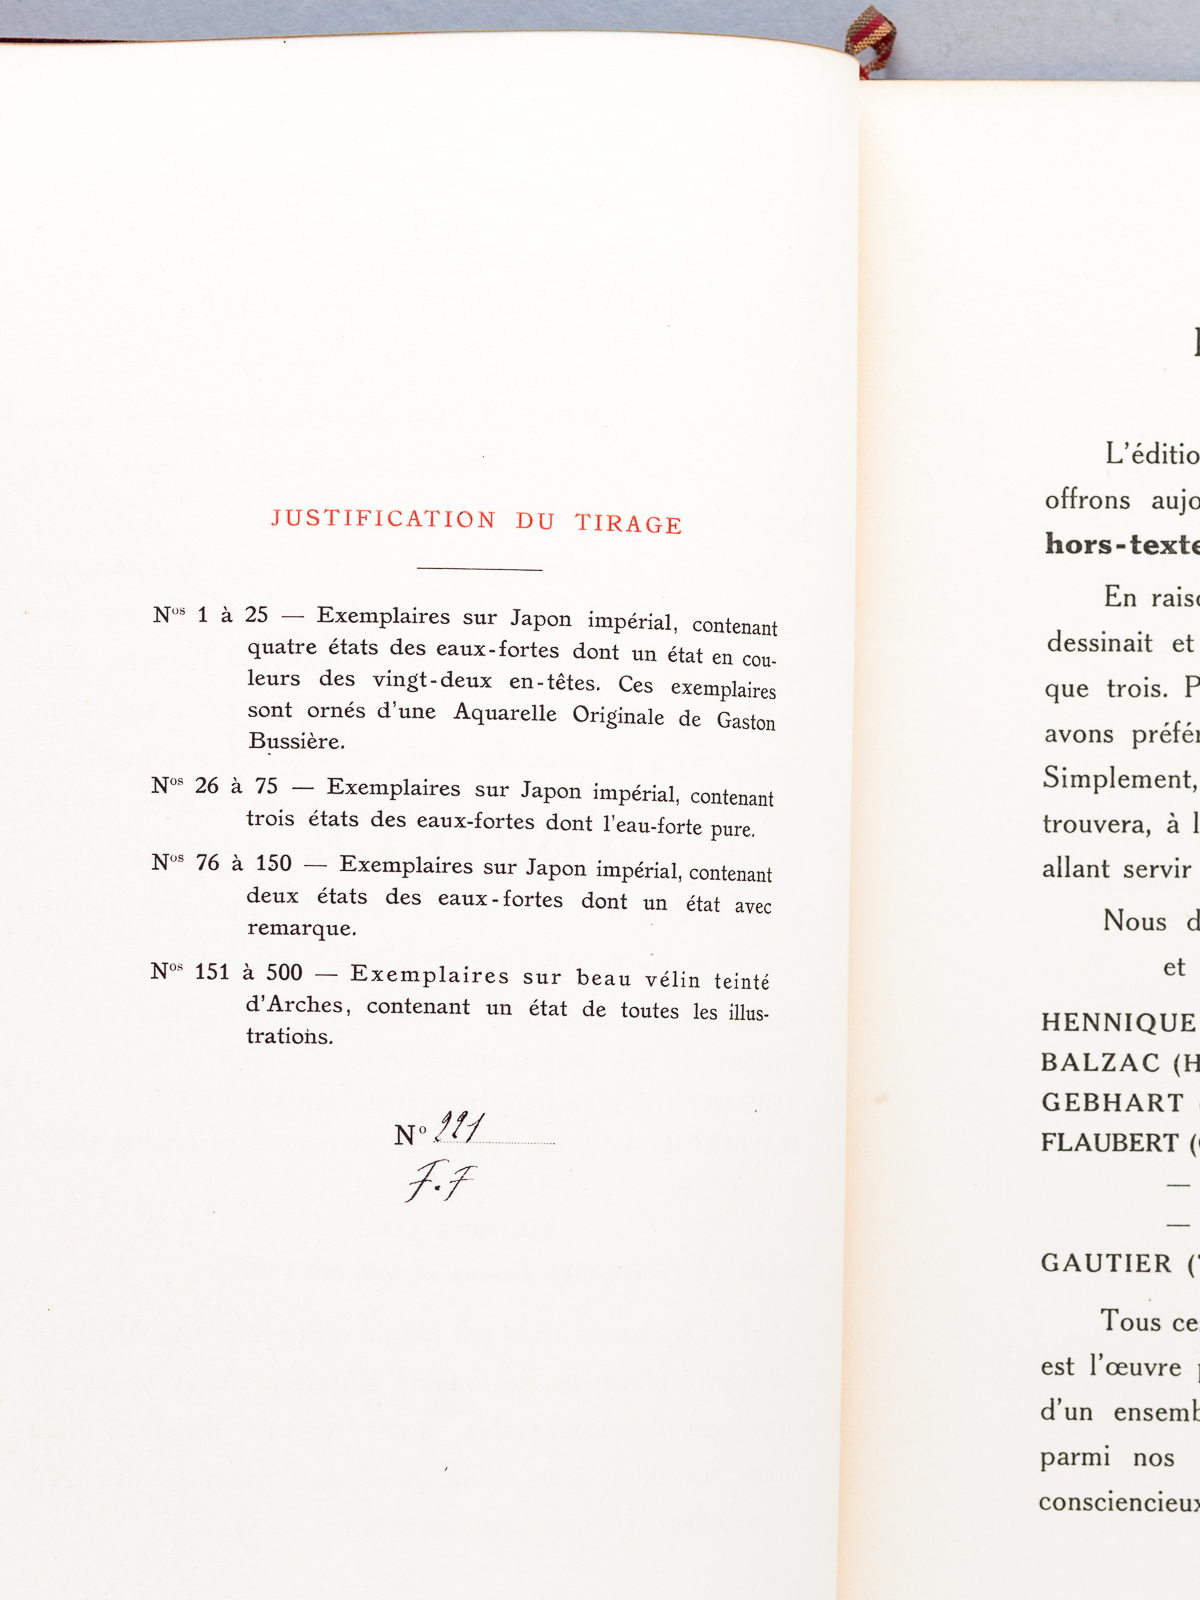 JUSTIFICATION DU TIRAGE
Nos 1 à 25 — Exemplaires sur Japon impérial, contenant
quatre états des eaux-fortes dont un état en cou-
leurs des vingt-deux en-têtes. Ces exemplaires
sont ornés d'une Aquarelle Originale de Gaston
Bussière.
Nos 26 à 75 — Exemplaires sur Japon impérial, contenant
trois états des eaux-fortes dont l'eau-forte pure.
Nos 76 à 150 — Exemplaires sur Japon impérial, contenant
deux états des eaux-fortes dont un état avec
remarque.
Nos 151 à 500 — Exemplaires sur beau vélin teinté
d'Arches, contenant un état de toutes les illus-
trations.
No 221
F.F
L'éditio
offrons aujo
hors-texte
En raiso
dessinait et
que trois. P
avons préfér
Simplement,
trouvera, à l
allant servir
Nous d
et
HENNIQUE
BALZAC (H
GEBHART
FLAUBERT (
—
—
GAUTIER (
Tous ce
est l'œuvre
d'un ensemb
parmi nos
consciencieux